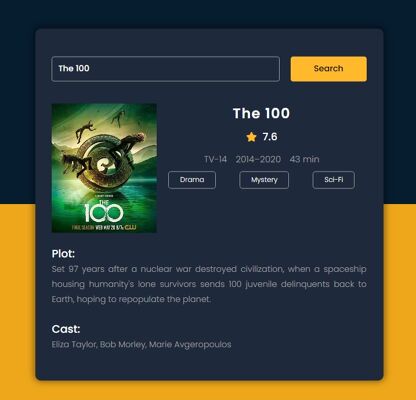 The 100
Search
The 100
7.6
TV-14 2014-2020 43 min
Drama
Mystery
Sci-Fi
THE
100
FINAL SEASON WED MAY 20 8/7c CW
Plot:
Set 97 years after a nuclear war destroyed civilization, when a spaceship
housing humanity's lone survivors sends 100 juvenile delinquents back to
Earth, hoping to repopulate the planet.
Cast:
Eliza Taylor, Bob Morley, Marie Avgeropoulos